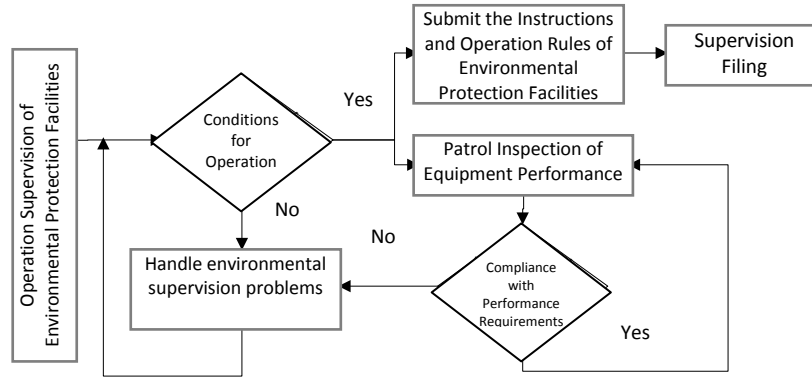 Operation Supervision of
Environmental Protection Facilities
Conditions
for
Operation
Yes
No
Submit the Instructions
and Operation Rules of
Environmental
Protection Facilities
Supervision
Filing
Patrol Inspection of
Equipment Performance
No
Handle environmental
supervision problems
Compliance
with
Performance
Requirements
Yes